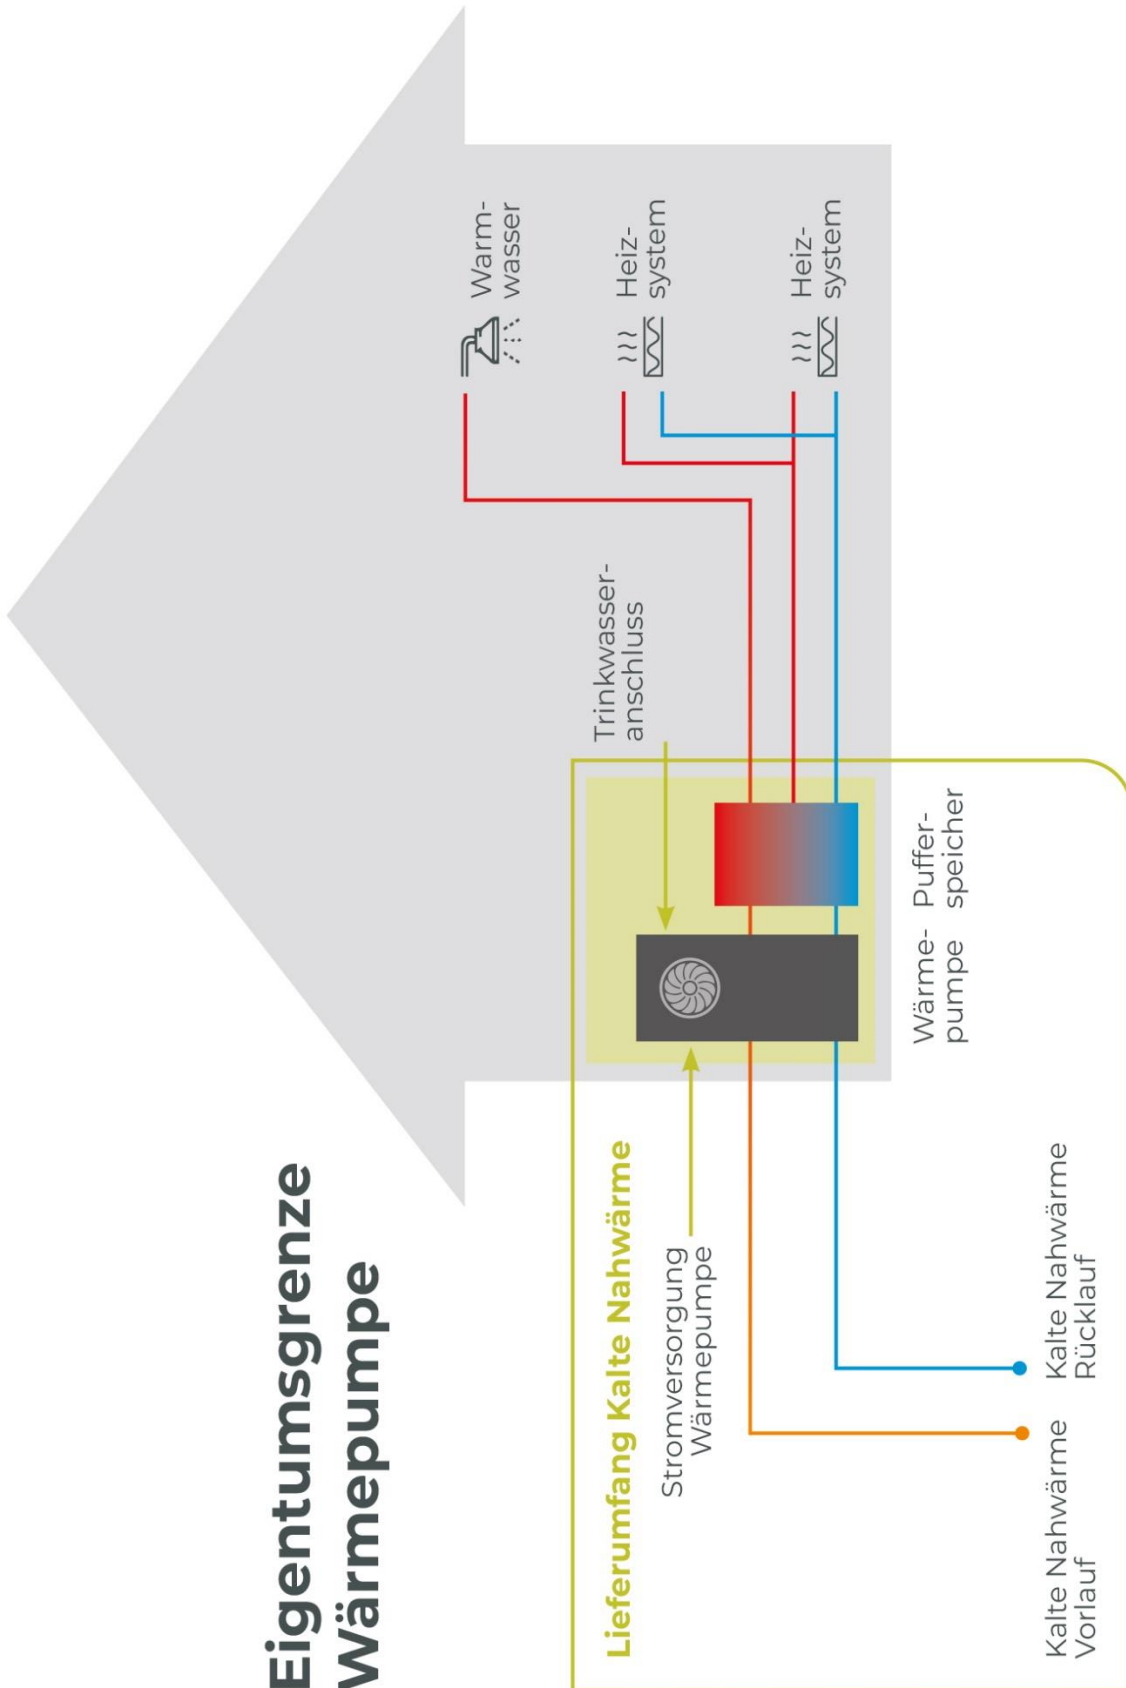 Eigentumsgrenze
Wärmepumpe
Lieferumfang Kalte Nahwärme
Stromversorgung
Wärmepumpe
Trinkwasser-
anschluss
Warm-
wasser
Heiz-
system
Heiz-
system
Wärme-
pumpe
Puffer-
speicher
Kalte Nahwärme
Vorlauf
Kalte Nahwärme
Rücklauf